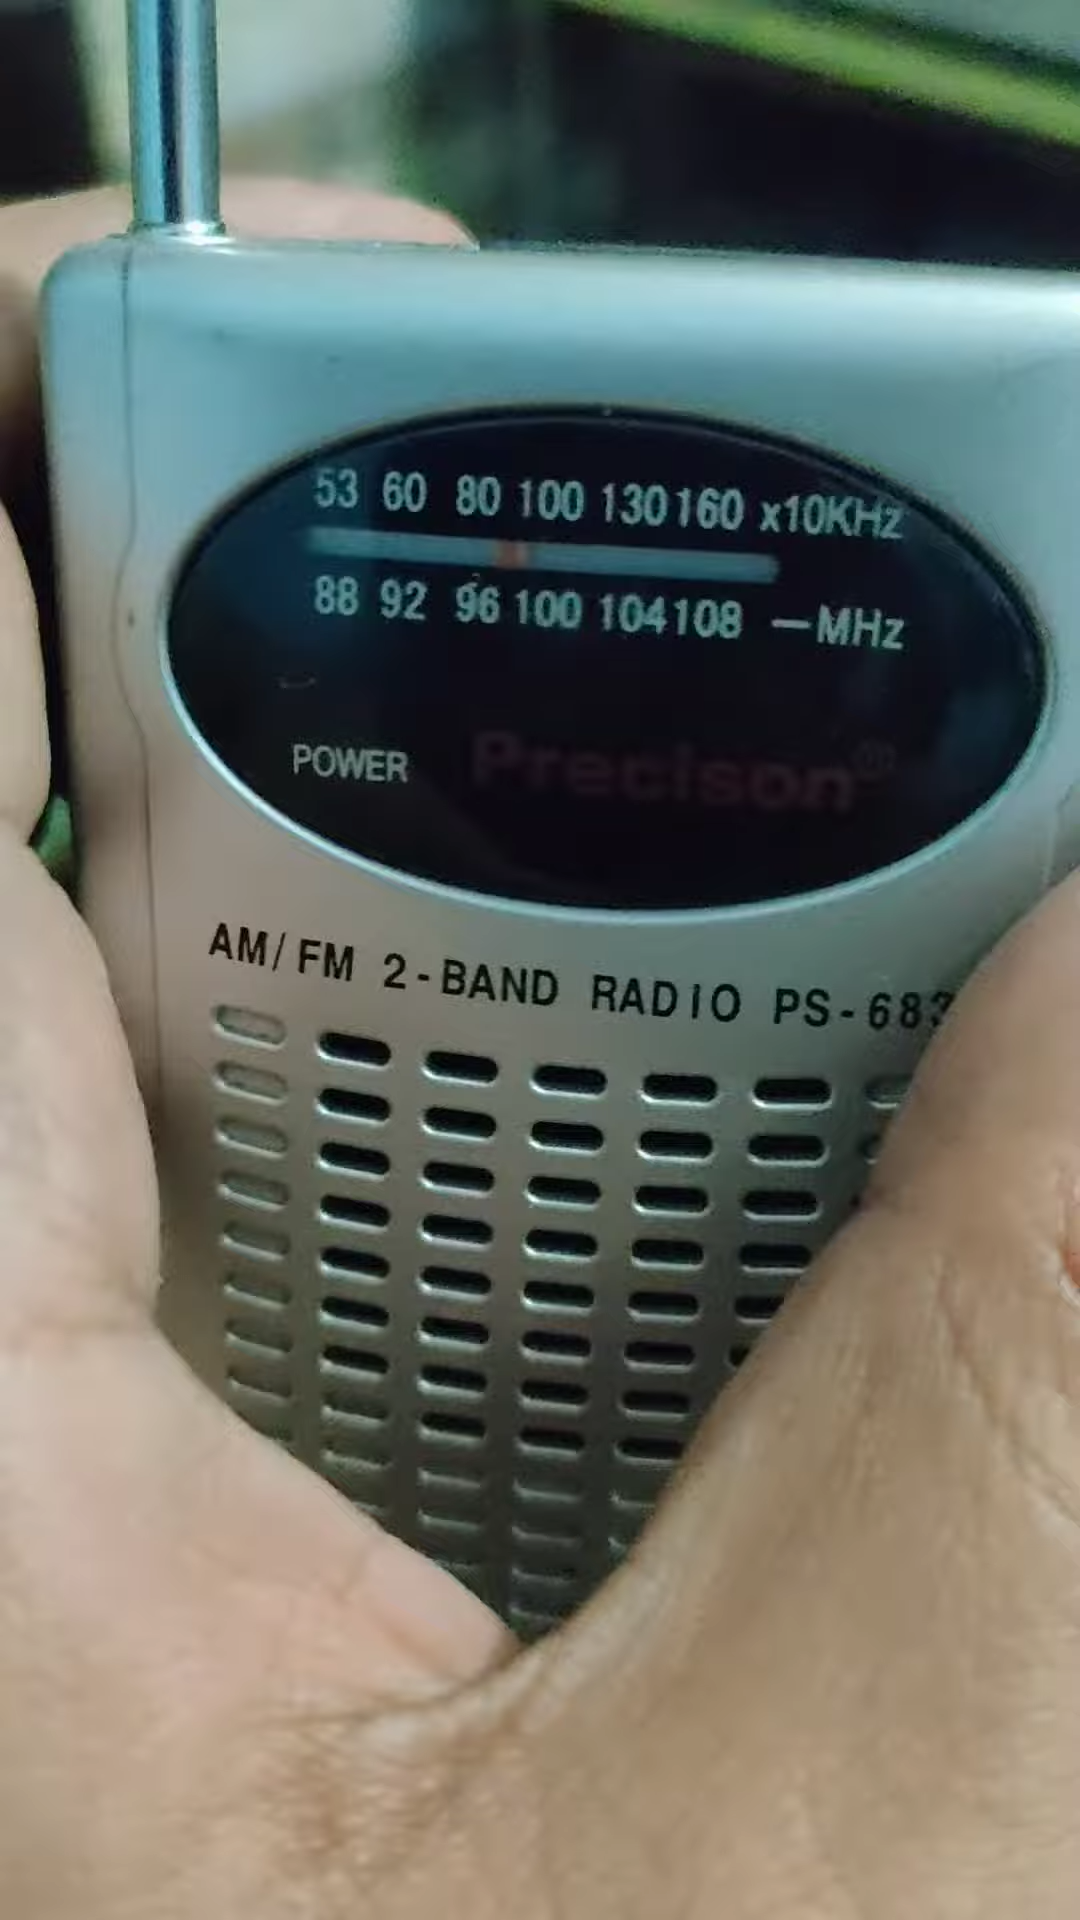 53 60 80 100 130 160 x10KHz
88 92 96 100 104 108 —MHz
POWER
Precison®
AM/FM 2-BAND RADIO PS-683